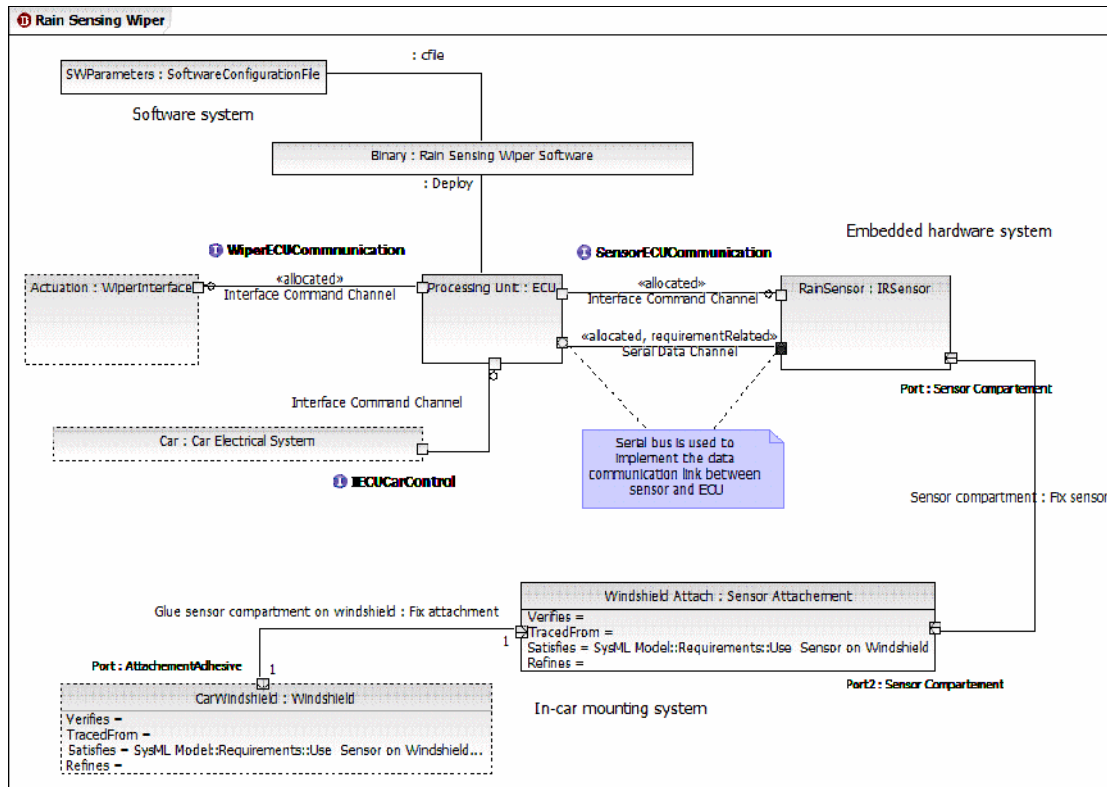 Rain Sensing Wiper
: cfile
SWParameters : SoftwareConfigurationFile
Software system
Binary : Rain Sensing Wiper Software
: Deploy
Embedded hardware system
WiperECUCommnunication
SensorECUCommunication
Actuation : WiperInterface
«allocated»
Interface Command Channel
Processing Unit : ECU
«allocated»
Interface Command Channel
RainSensor : IRSensor
«allocated, requirementRelated»
Serial Data Channel
Port : Sensor Compartement
Interface Command Channel
Car : Car Electrical System
IECUCarControl
Serial bus is used to
implement the data
communication link between
sensor and ECU
Sensor compartment : Fix sensor
Windshield Attach : Sensor Attachement
Verifies =
TracedFrom =
Satisfies = SysML Model::Requirements::Use Sensor on Windshield
Refines =
Glue sensor compartment on windshield : Fix attachment
1
1
Port : AttachementAdhesive
Port2 : Sensor Compartement
CarWindshield : Windshield
Verifies =
TracedFrom =
Satisfies = SysML Model::Requirements::Use Sensor on Windshield...
Refines =
In-car mounting system